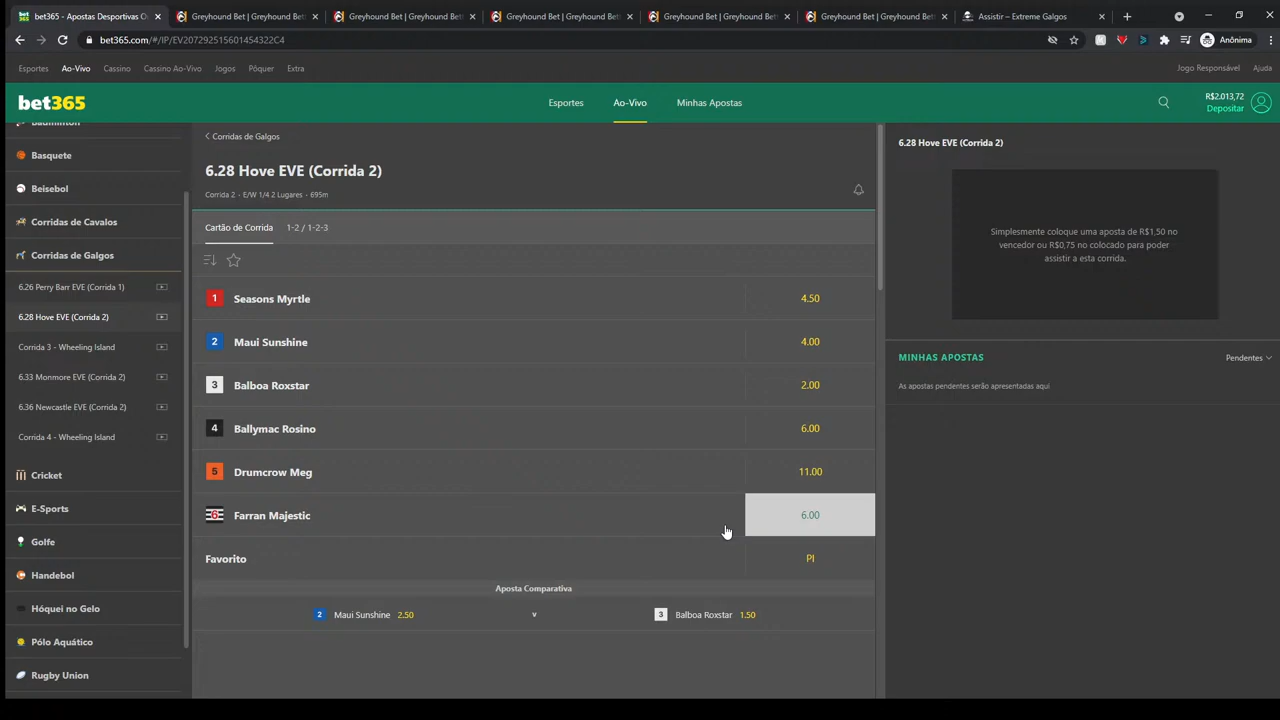 bet365 - Apostas Desportivas O
Greyhound Bet | Greyhound Bet
Greyhound Bet | Greyhound Bet
Greyhound Bet | Greyhound Bet
Greyhound Bet | Greyhound Bet
Greyhound Bet | Greyhound Bet
Assistir – Extreme Galgos
bet365.com/#/IP/EV207292515601454322C4
Anônima
Esportes
Ao-Vivo
Cassino
Cassino Ao-Vivo
Jogos
Pôquer
Extra
Jogo Responsável
Ajuda
bet365
Esportes
Ao-Vivo
Minhas Apostas
R$2.013,72
Depositar
Badminton
Basquete
Beisebol
Corridas de Cavalos
Corridas de Galgos
6.26 Perry Barr EVE (Corrida 1)
6.28 Hove EVE (Corrida 2)
Corrida 3 - Wheeling Island
6.33 Monmore EVE (Corrida 2)
6.36 Newcastle EVE (Corrida 2)
Corrida 4 - Wheeling Island
Cricket
E-Sports
Golfe
Handebol
Hóquei no Gelo
Pólo Aquático
Rugby Union
Corridas de Galgos
6.28 Hove EVE (Corrida 2)
Corrida 2 - E/W 1/4 2 Lugares - 695m
Cartão de Corrida
1-2 / 1-2-3
1 Seasons Myrtle 4.50
2 Maui Sunshine 4.00
3 Balboa Roxstar 2.00
4 Ballymac Rosino 6.00
5 Drumcrow Meg 11.00
6 Farran Majestic 6.00
Favorito PI
Aposta Comparativa
2 Maui Sunshine 2.50 v 3 Balboa Roxstar 1.50
6.28 Hove EVE (Corrida 2)
Simplesmente coloque uma aposta de R$1,50 no
vencedor ou R$0,75 no colocado para poder
assistir a esta corrida.
MINHAS APOSTAS
Pendentes
As apostas pendentes serão apresentadas aqui